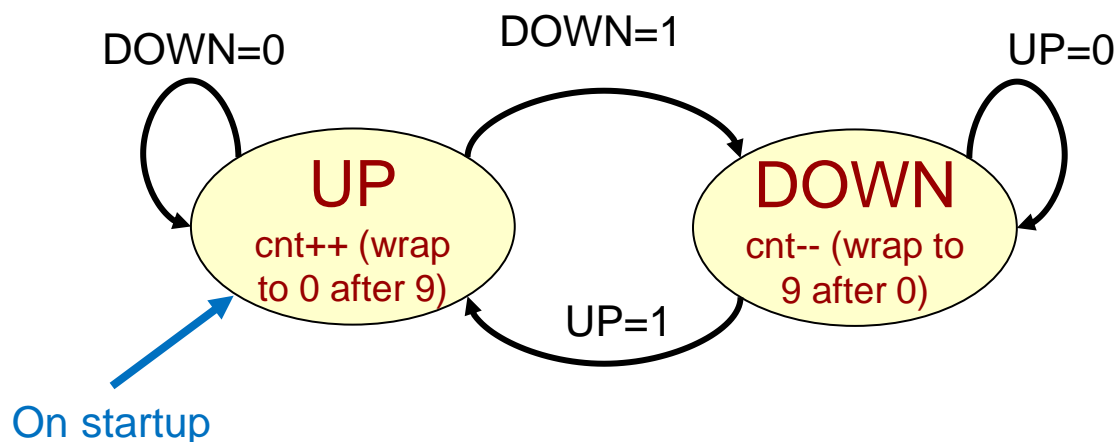 DOWN=0
DOWN=1
UP=0
UP
cnt++ (wrap
to 0 after 9)
DOWN
cnt-- (wrap to
9 after 0)
UP=1
On startup